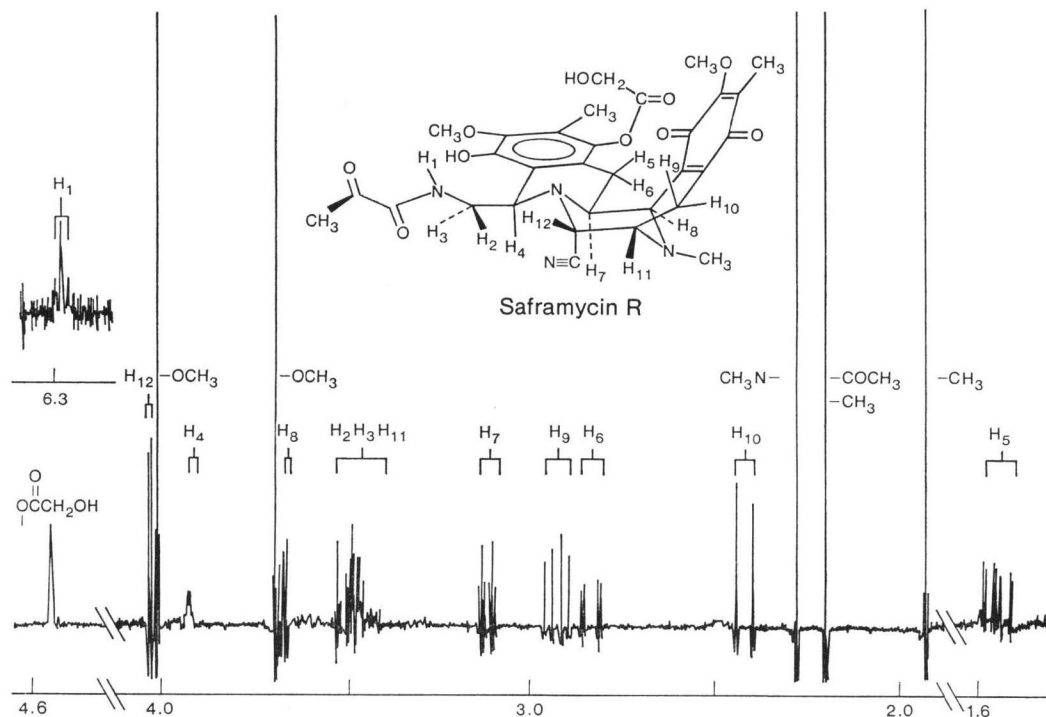 HOCH₂
O
C=O
CH₃O
CH₃
CH₃
CH₃O
HO
O
O
O
H₁
H₅
H₉
H₆
H₁₀
O
N
N
H₁₂
H₈
CH₃
O
H₃
H₂
H₄
N
CH₃
N≡C
H₇
H₁₁
Saframycin R
H₁
6.3
H₁₂
-OCH₃
-OCH₃
CH₃N-
-COCH₃
-CH₃
-CH₃
H₄
H₈
H₂ H₃ H₁₁
H₇
H₉
H₆
H₁₀
H₅
O
OCCH₂OH
4.6
4.0
3.0
2.0
1.6